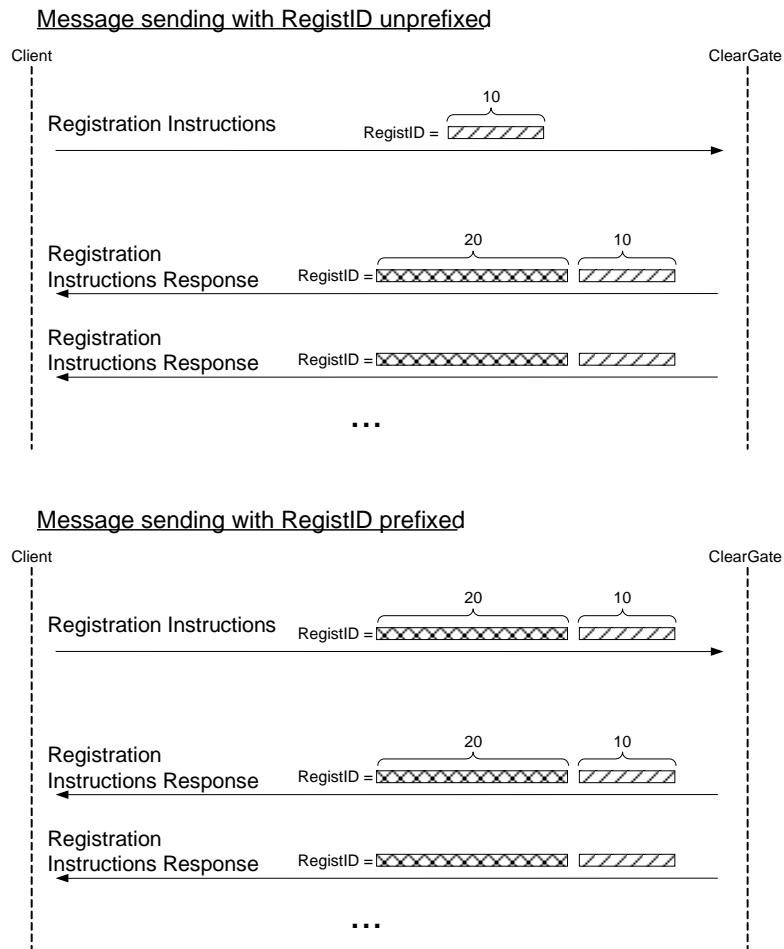 Message sending with RegistID unprefixed
Client ClearGate
10
Registration Instructions RegistID =
20 10
Registration
Instructions Response RegistID =
Registration
Instructions Response RegistID =
...
Message sending with RegistID prefixed
Client ClearGate
20 10
Registration Instructions RegistID =
20 10
Registration
Instructions Response RegistID =
Registration
Instructions Response RegistID =
...